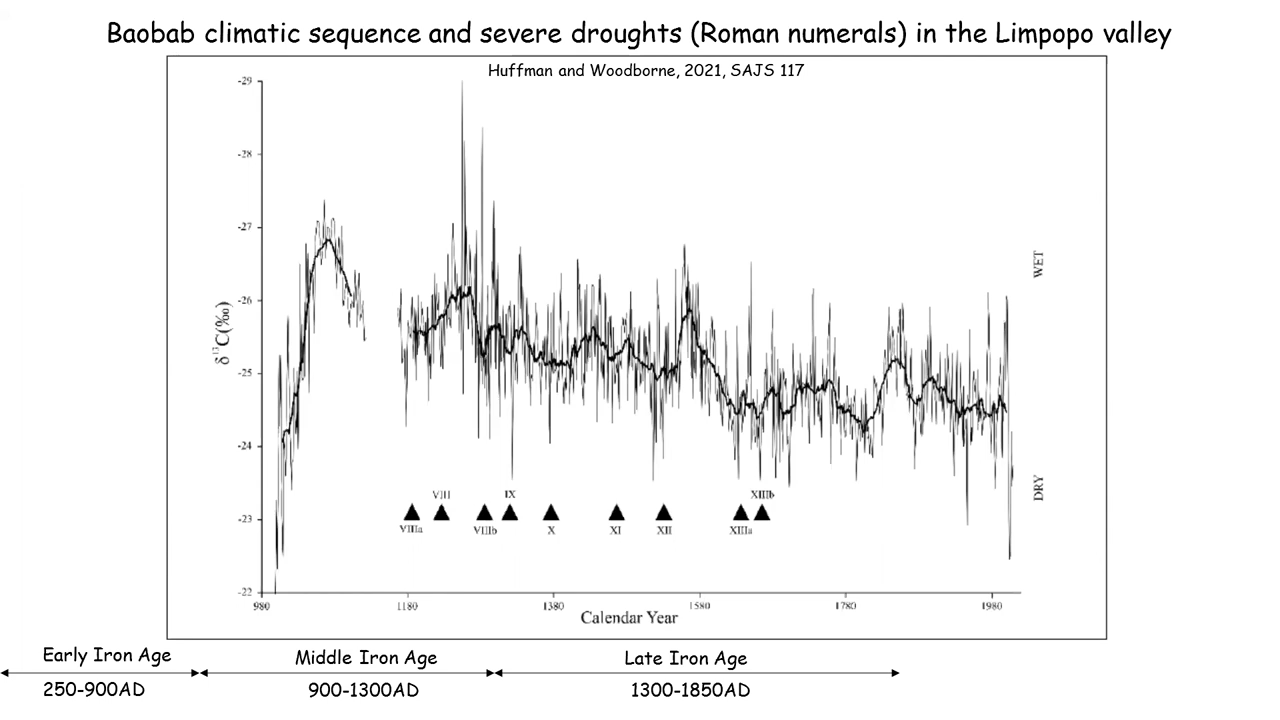 Baobab climatic sequence and severe droughts (Roman numerals) in the Limpopo valley
Huffman and Woodborne, 2021, SAJS 117
-29
-28
-27
-26
-25
-24
-23
-22
δ¹³C(‰)
WET
DRY
VIII IX XIIIb
VIIIa VIIIb X XI XII XIIIa
980 1180 1380 1580 1780 1980
Calendar Year
Early Iron Age Middle Iron Age Late Iron Age
250-900AD 900-1300AD 1300-1850AD